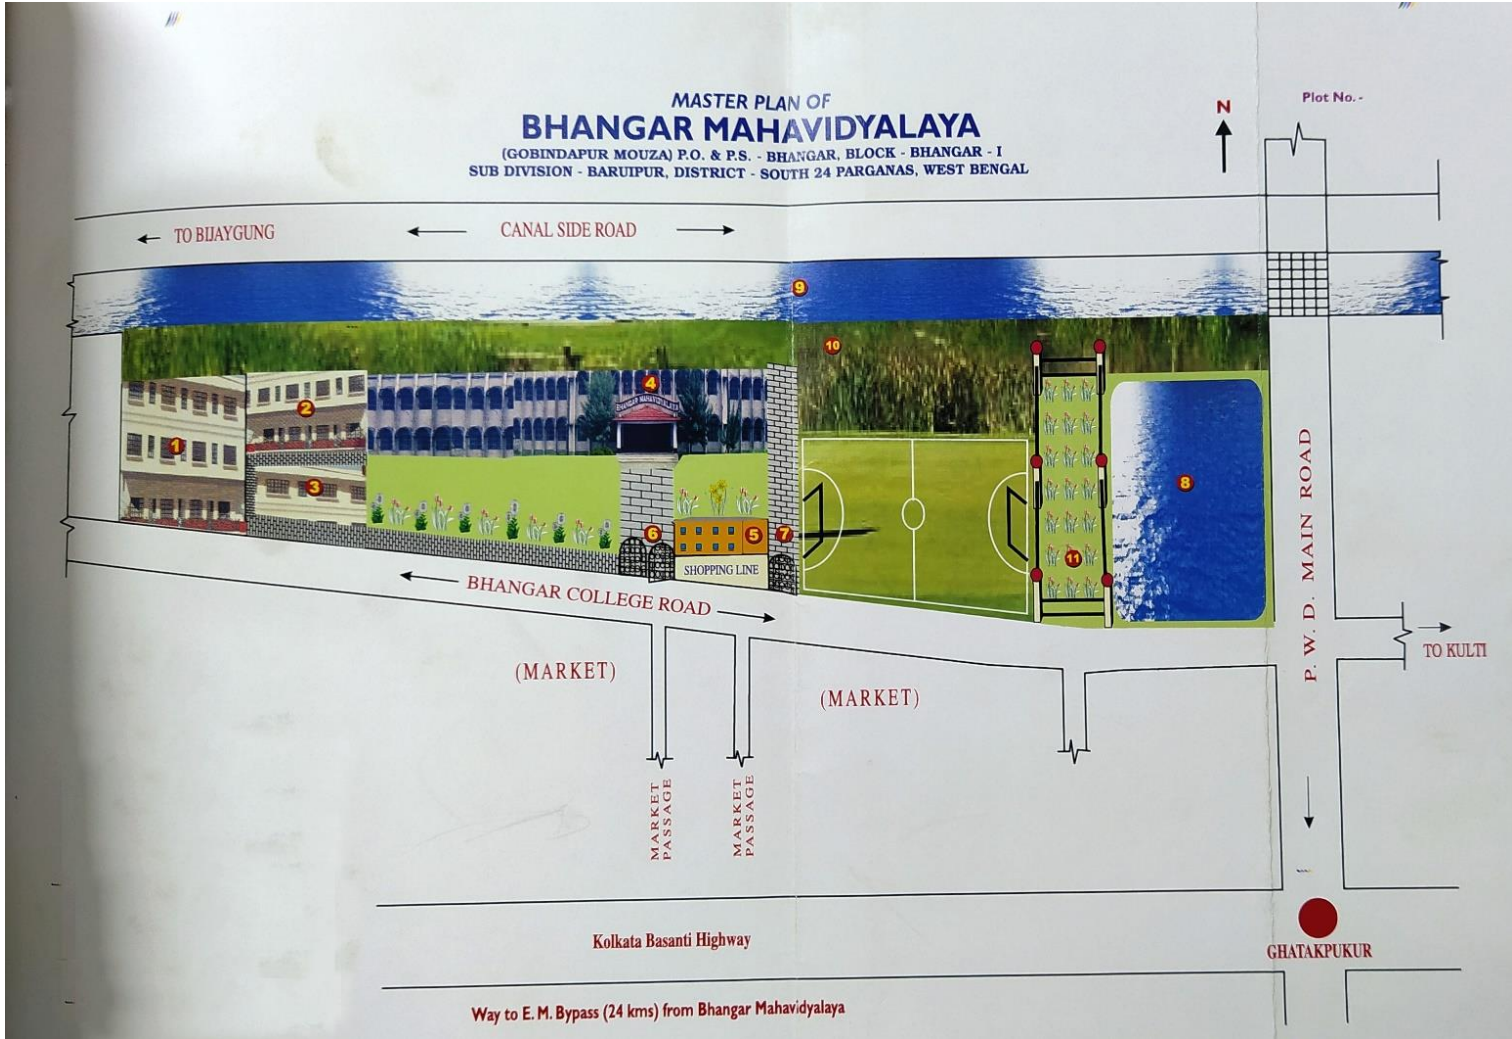 MASTER PLAN OF
BHANGAR MAHAVIDYALAYA
(GOBINDAPUR MOUZA) P.O. & P.S. - BHANGAR, BLOCK - BHANGAR - I
SUB DIVISION - BARUIPUR, DISTRICT - SOUTH 24 PARGANAS, WEST BENGAL
N
Plot No. -
TO BIJAYGUNG
CANAL SIDE ROAD
9
10
4
BHANGAR MAHAVIDYALAYA
2
1
3
8
6
5
7
11
SHOPPING LINE
BHANGAR COLLEGE ROAD
P. W. D. MAIN ROAD
TO KULTI
(MARKET)
(MARKET)
MARKET
PASSAGE
MARKET
PASSAGE
Kolkata Basanti Highway
GHATAKPUKUR
Way to E. M. Bypass (24 kms) from Bhangar Mahavidyalaya